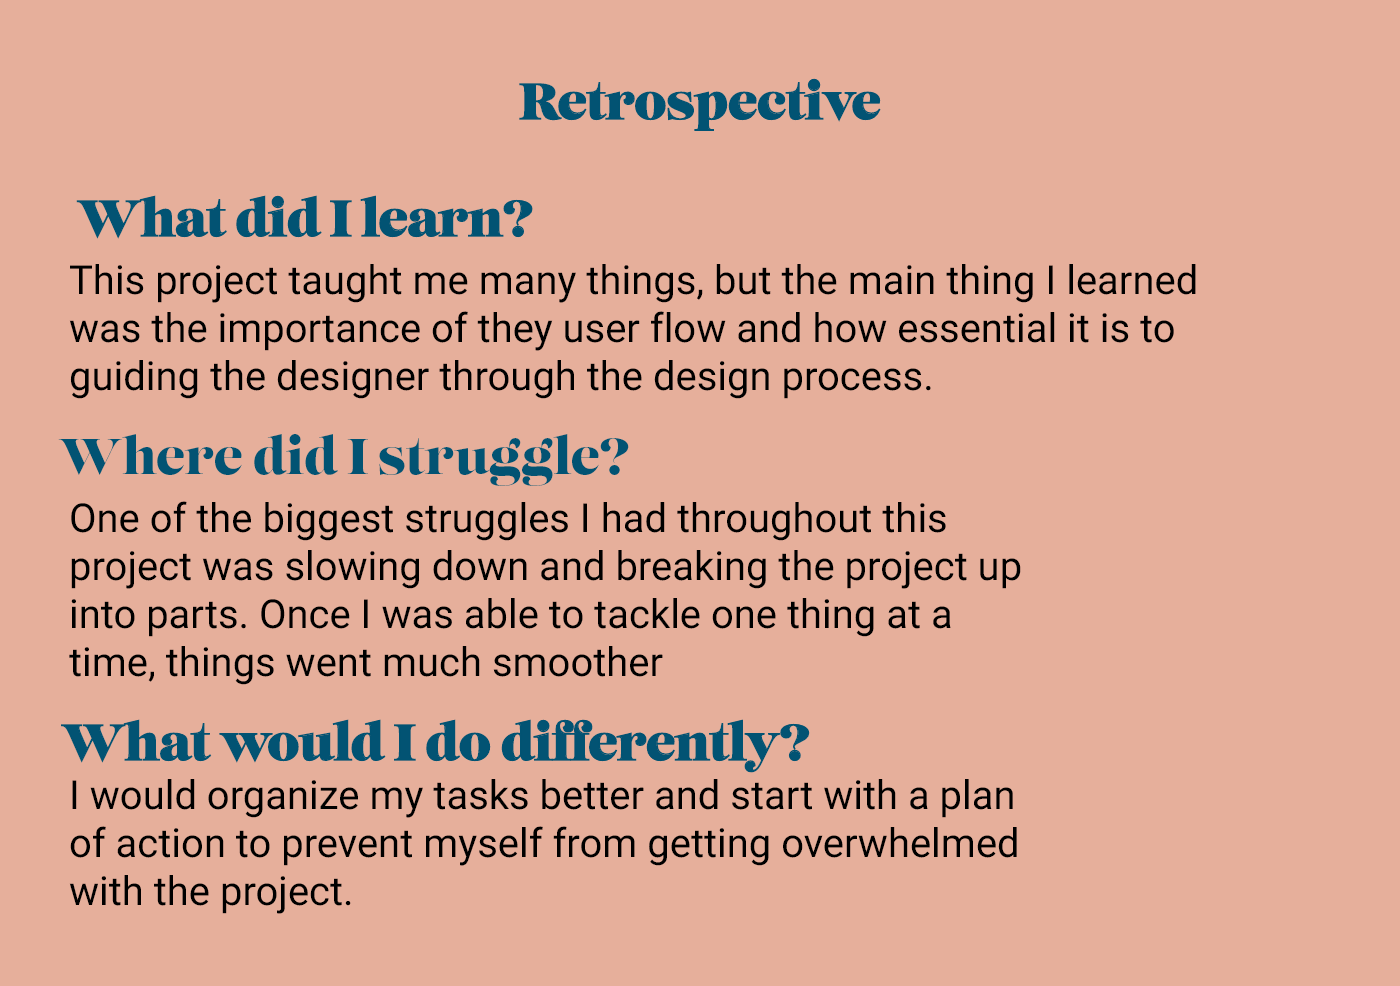 Retrospective
What did I learn?
This project taught me many things, but the main thing I learned
was the importance of they user flow and how essential it is to
guiding the designer through the design process.
Where did I struggle?
One of the biggest struggles I had throughout this
project was slowing down and breaking the project up
into parts. Once I was able to tackle one thing at a
time, things went much smoother
What would I do differently?
I would organize my tasks better and start with a plan
of action to prevent myself from getting overwhelmed
with the project.